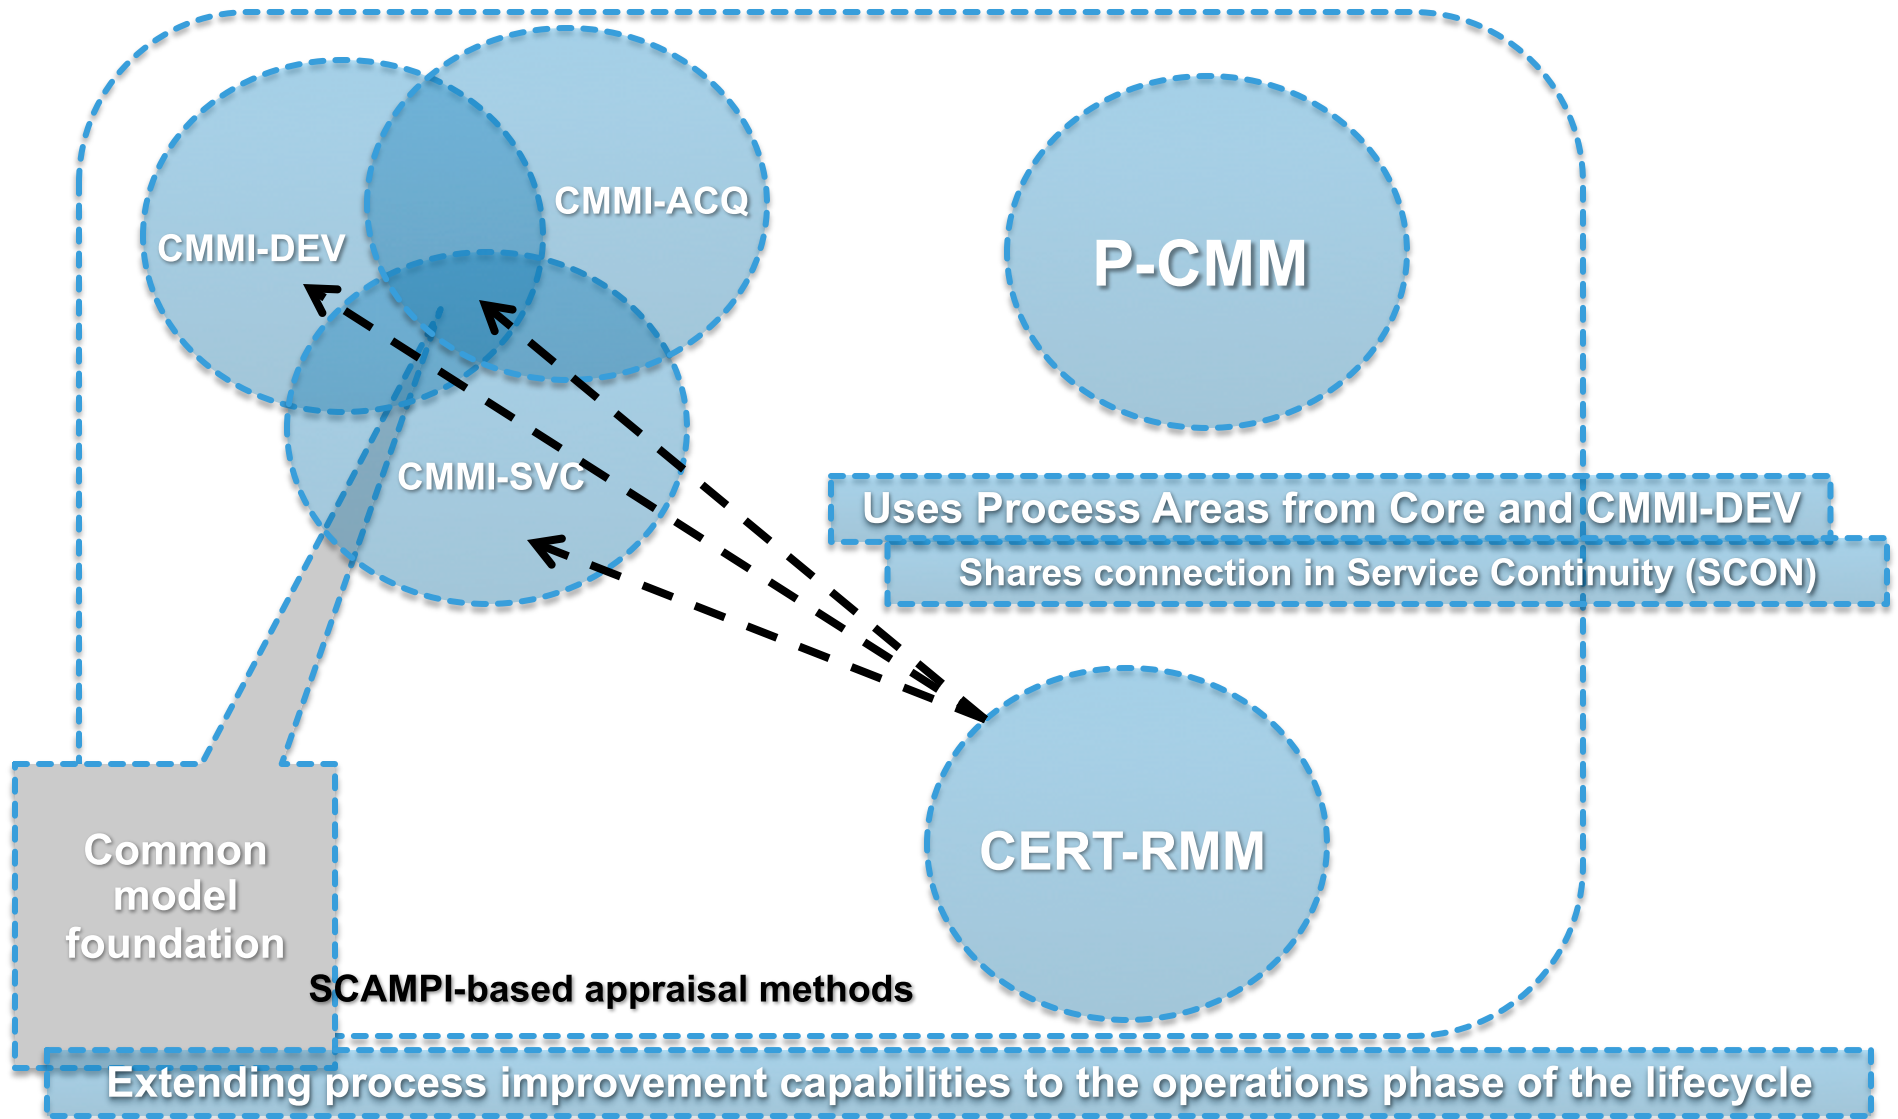 CMMI-ACQ
CMMI-DEV
P-CMM
CMMI-SVC
Uses Process Areas from Core and CMMI-DEV
Shares connection in Service Continuity (SCON)
CERT-RMM
Common
model
foundation
SCAMPI-based appraisal methods
Extending process improvement capabilities to the operations phase of the lifecycle